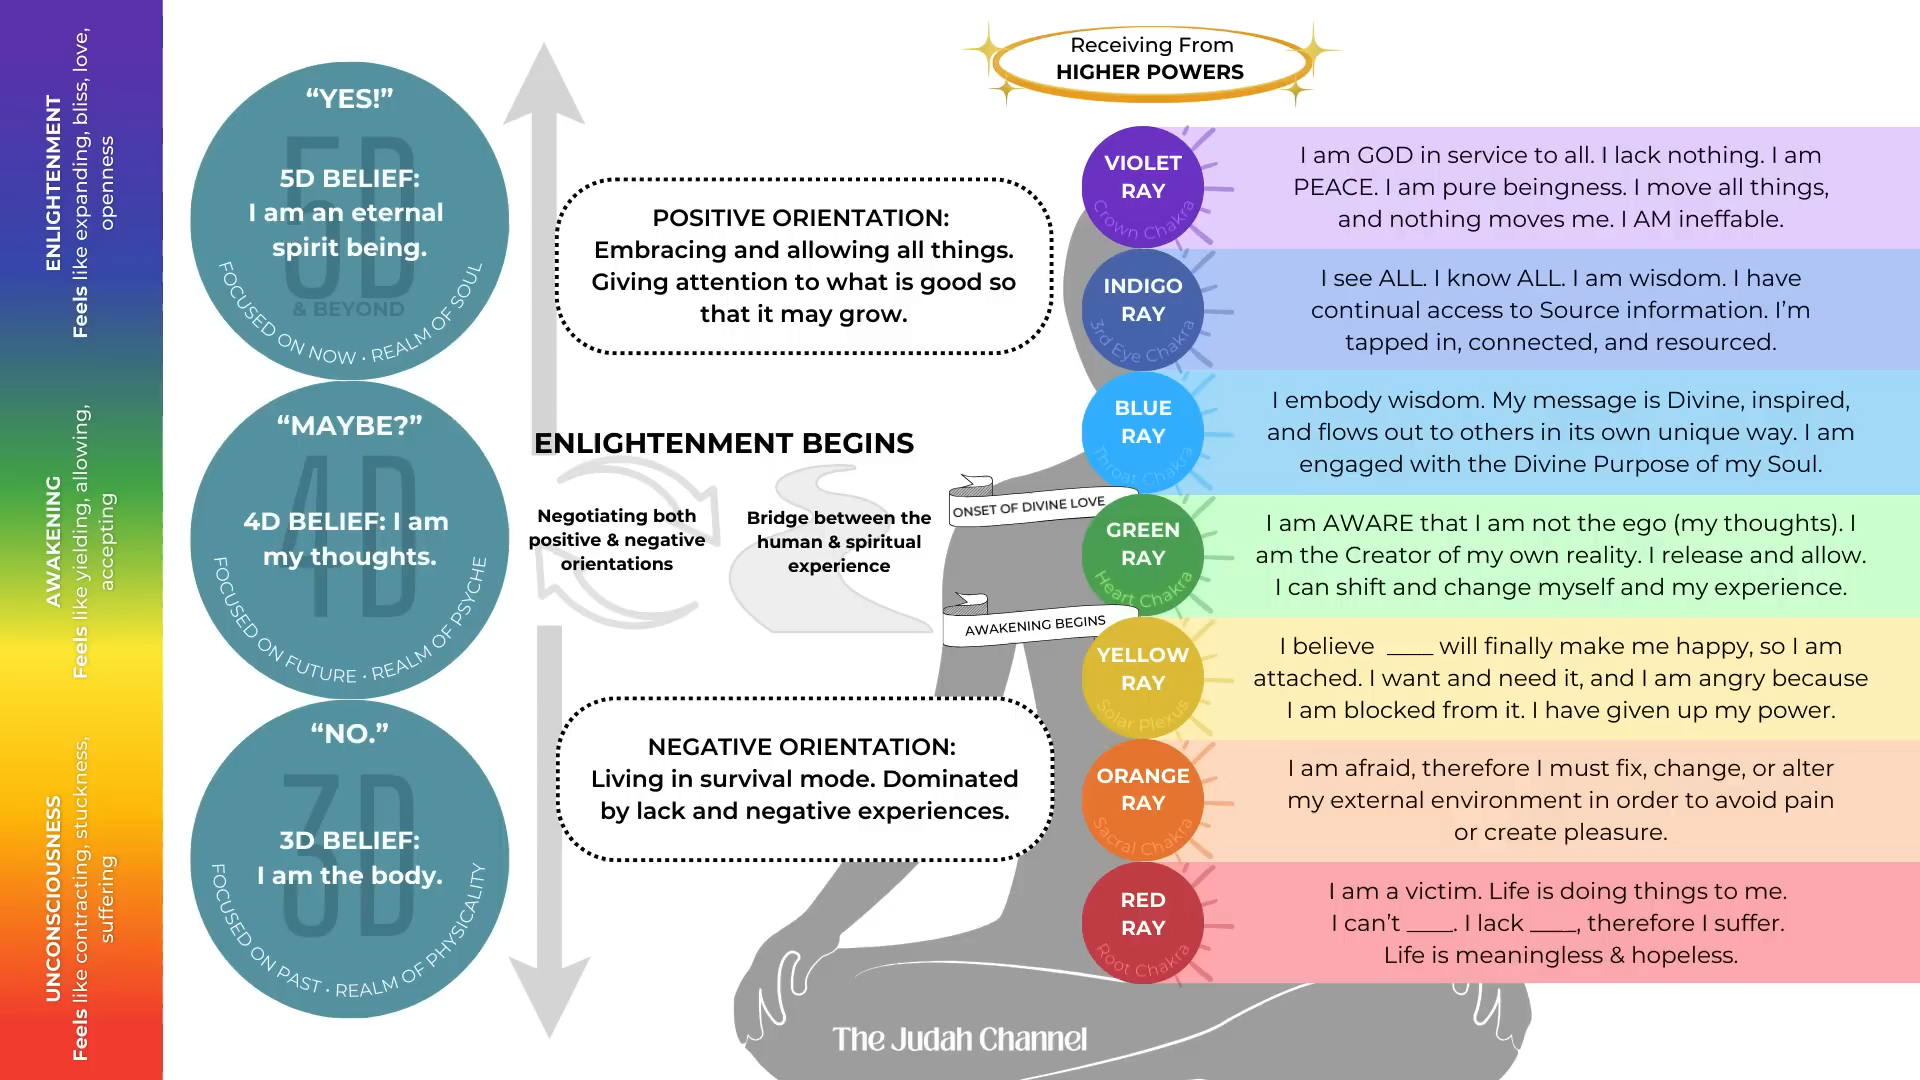 ENLIGHTENMENT
Feels like expanding, bliss, love,
openness
AWAKENING
Feels like yielding, allowing,
accepting
UNCONSCIOUSNESS
Feels like contracting, stuckness,
suffering
“YES!”
5D
5D BELIEF:
I am an eternal
spirit being.
& BEYOND
FOCUSED ON NOW • REALM OF SOUL
“MAYBE?”
4D
4D BELIEF: I am
my thoughts.
FOCUSED ON FUTURE • REALM OF PSYCHE
“NO.”
3D
3D BELIEF:
I am the body.
FOCUSED ON PAST • REALM OF PHYSICALITY
POSITIVE ORIENTATION:
Embracing and allowing all things.
Giving attention to what is good so
that it may grow.
ENLIGHTENMENT BEGINS
Negotiating both
positive & negative
orientations
Bridge between the
human & spiritual
experience
ONSET OF DIVINE LOVE
AWAKENING BEGINS
NEGATIVE ORIENTATION:
Living in survival mode. Dominated
by lack and negative experiences.
The Judah Channel
Receiving From
HIGHER POWERS
VIOLET
RAY
Crown Chakra
I am GOD in service to all. I lack nothing. I am
PEACE. I am pure beingness. I move all things,
and nothing moves me. I AM ineffable.
INDIGO
RAY
3rd Eye Chakra
I see ALL. I know ALL. I am wisdom. I have
continual access to Source information. I’m
tapped in, connected, and resourced.
BLUE
RAY
Throat Chakra
I embody wisdom. My message is Divine, inspired,
and flows out to others in its own unique way. I am
engaged with the Divine Purpose of my Soul.
GREEN
RAY
Heart Chakra
I am AWARE that I am not the ego (my thoughts). I
am the Creator of my own reality. I release and allow.
I can shift and change myself and my experience.
YELLOW
RAY
Solar Plexus
I believe ____ will finally make me happy, so I am
attached. I want and need it, and I am angry because
I am blocked from it. I have given up my power.
ORANGE
RAY
Sacral Chakra
I am afraid, therefore I must fix, change, or alter
my external environment in order to avoid pain
or create pleasure.
RED
RAY
Root Chakra
I am a victim. Life is doing things to me.
I can’t ____. I lack ____, therefore I suffer.
Life is meaningless & hopeless.